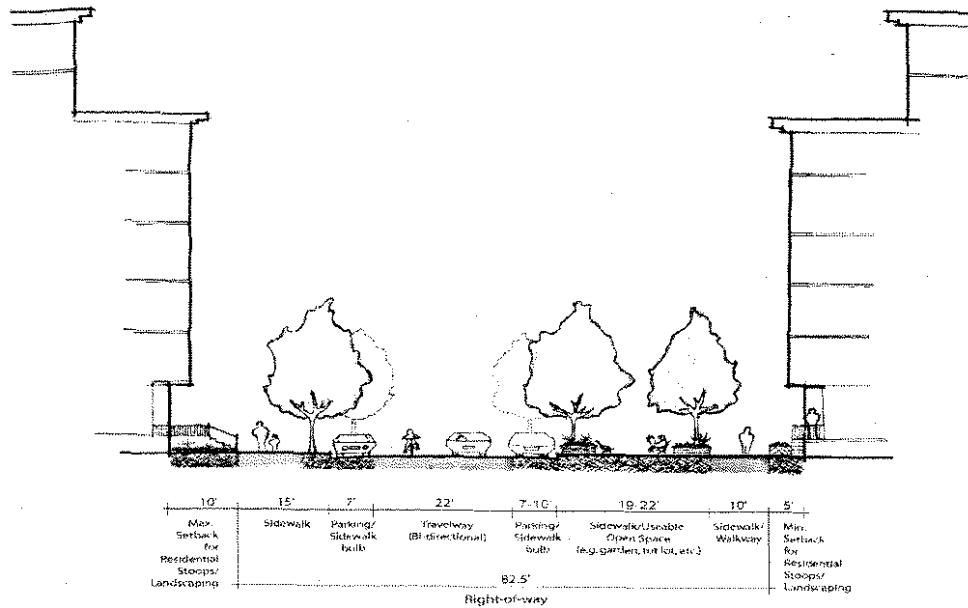 10' 15' 7' 22' 7-10' 19-22' 10' 5'
Max.
Setback
for
Residential
Stoops/
Landscaping
Sidewalk
Parking/
Sidewalk
bulb
Travelway
(Bi-directional)
Parking/
Sidewalk
bulb
Sidewalk/Useable
Open Space
(e.g. garden, tot lot, etc.)
Sidewalk/
Walkway
Min.
Setback
for
Residential
Stoops/
Landscaping
82.5'
Right-of-way